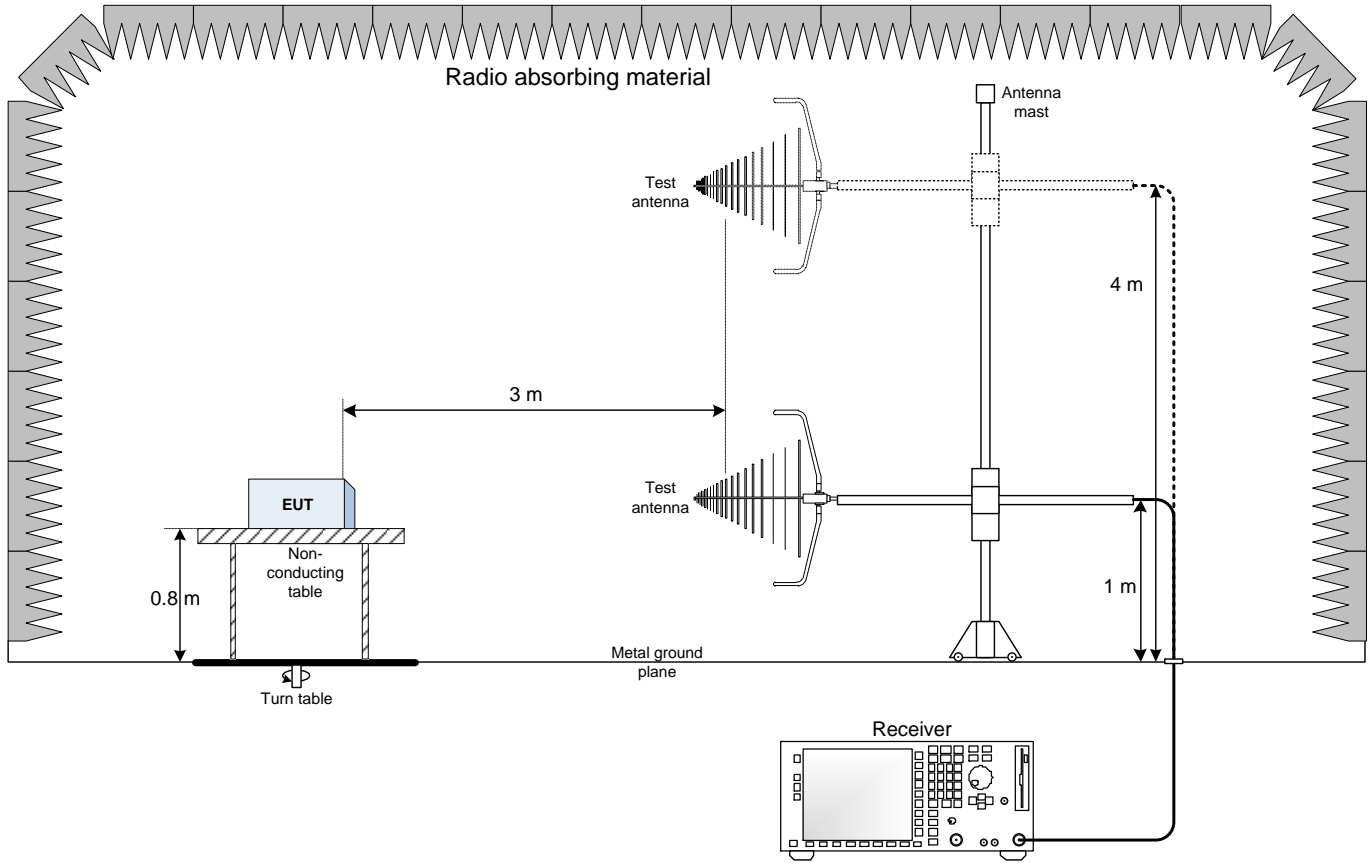 Radio absorbing material
Antenna
mast
Test
antenna
4 m
3 m
Test
antenna
EUT
Non-
conducting
table
0.8 m
1 m
Metal ground
plane
Turn table
Receiver